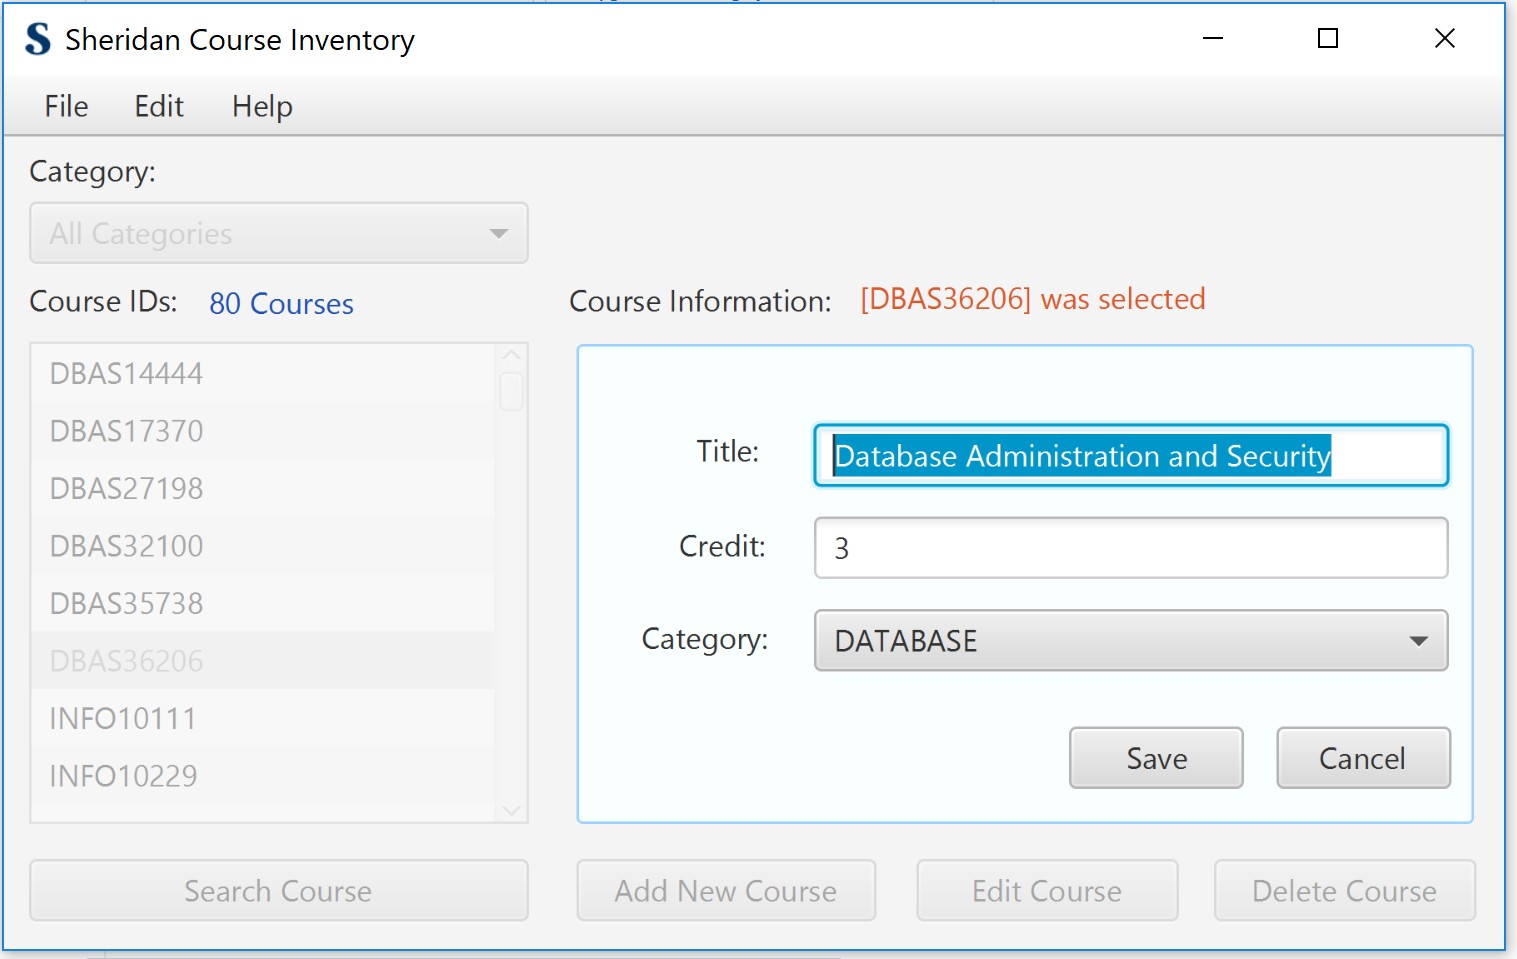 Sheridan Course Inventory
File Edit Help
Category:
All Categories
Course IDs: 80 Courses
Course Information: [DBAS36206] was selected
DBAS14444
DBAS17370
DBAS27198
DBAS32100
DBAS35738
DBAS36206
INFO10111
INFO10229
Title: Database Administration and Security
Credit: 3
Category: DATABASE
Save Cancel
Search Course Add New Course Edit Course Delete Course